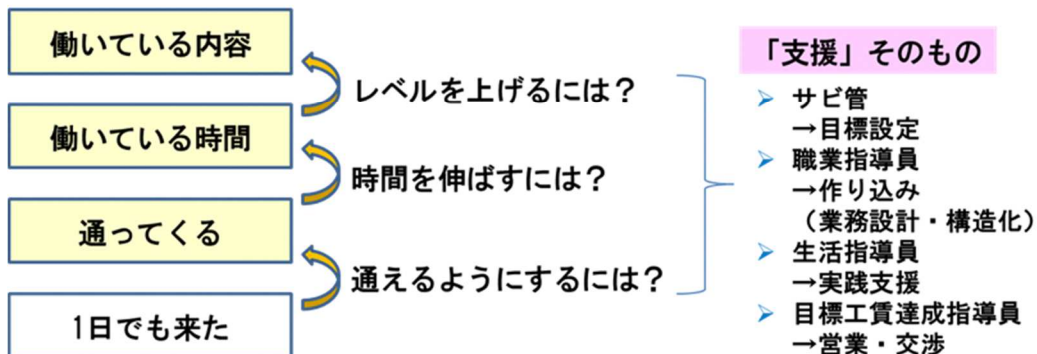 働いている内容
レベルを上げるには？
働いている時間
時間を伸ばすには？
通ってくる
通えるようにするには？
1日でも来た
「支援」そのもの
➢ サビ管
→目標設定
➢ 職業指導員
→作り込み
（業務設計・構造化）
➢ 生活指導員
→実践支援
➢ 目標工賃達成指導員
→営業・交渉